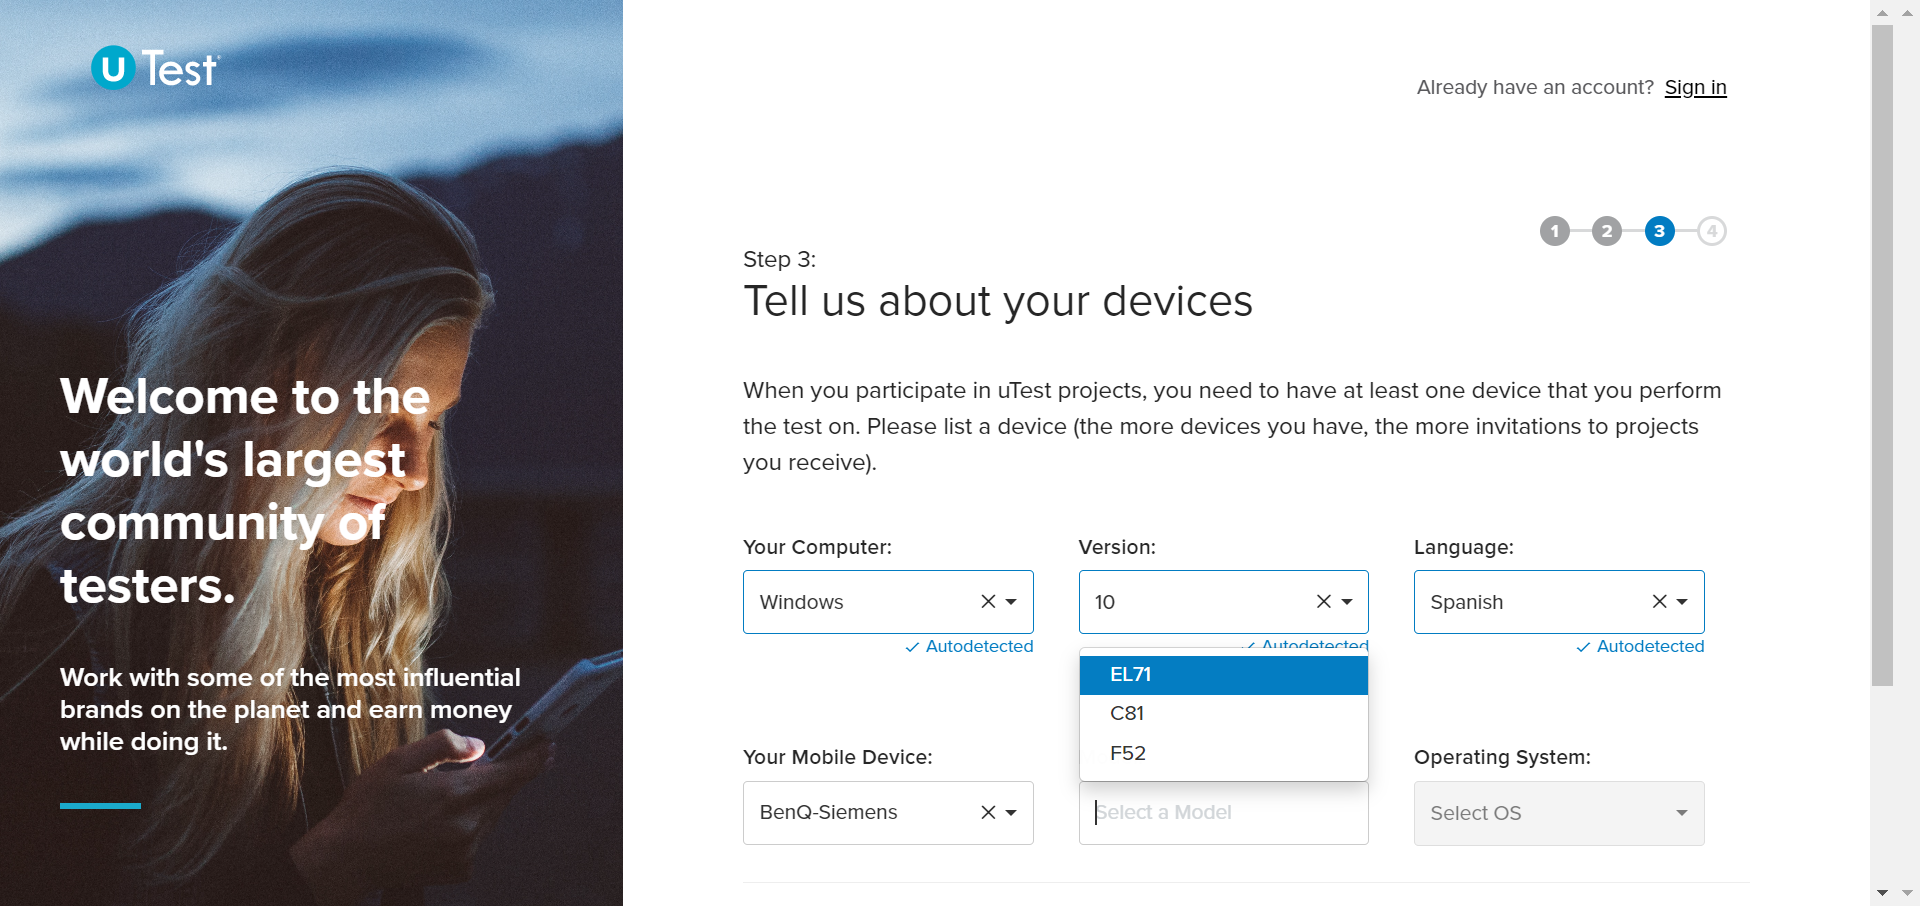 uTest
Already have an account? Sign in
1 2 3 4
Step 3:
Tell us about your devices
Welcome to the
world's largest
community of
testers.
When you participate in uTest projects, you need to have at least one device that you perform
the test on. Please list a device (the more devices you have, the more invitations to projects
you receive).
Work with some of the most influential
brands on the planet and earn money
while doing it.
Your Computer: Version: Language:
Windows 10 Spanish
Autodetected Autodetected Autodetected
EL71
C81
F52
Your Mobile Device: Operating System:
BenQ-Siemens Select a Model Select OS